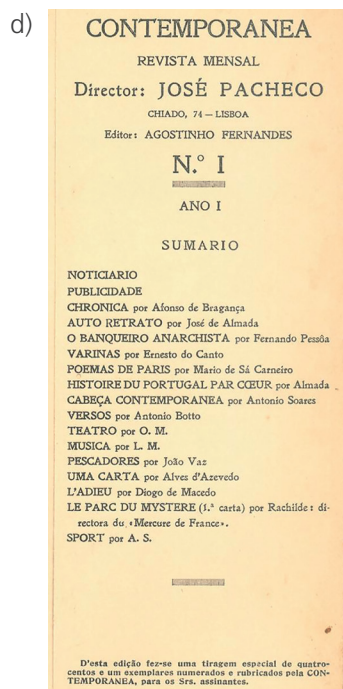 d)
CONTEMPORANEA
REVISTA MENSAL
Director: JOSÉ PACHECO
CHIADO, 74 — LISBOA
Editor: AGOSTINHO FERNANDES
N.º I
ANO I
SUMARIO
NOTICIARIO
PUBLICIDADE
CHRONICA por Afonso de Bragança
AUTO RETRATO por José de Almada
O BANQUEIRO ANARCHISTA por Fernando Pessôa
VARINAS por Ernesto do Canto
POEMAS DE PARIS por Mario de Sá Carneiro
HISTOIRE DU PORTUGAL PAR CŒUR por Almada
CABEÇA CONTEMPORANEA por Antonio Soares
VERSOS por Antonio Botto
TEATRO por O. M.
MUSICA por L. M.
PESCADORES por João Vaz
UMA CARTA por Alves d'Azevedo
L'ADIEU por Diogo de Macedo
LE PARC DU MYSTERE (1.ª carta) por Rachilde: di-
rectora du «Mercure de France».
SPORT por A. S.
D'esta edição fez-se uma tiragem especial de quatro-
centos e um exemplares numerados e rubricados pela CON-
TEMPORANEA, para os Srs. assinantes.